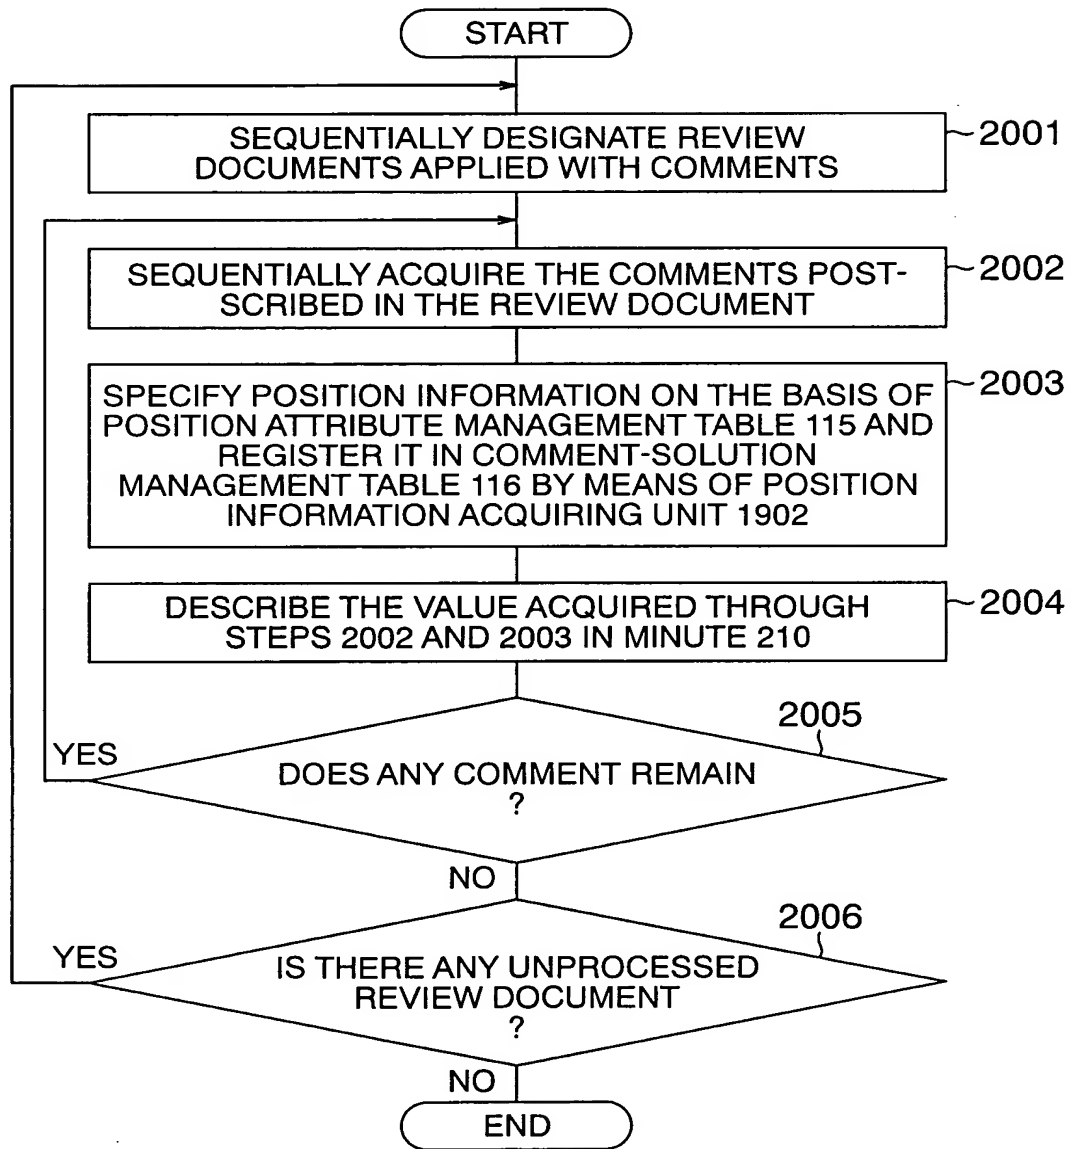 START
SEQUENTIALLY DESIGNATE REVIEW
DOCUMENTS APPLIED WITH COMMENTS
2001
SEQUENTIALLY ACQUIRE THE COMMENTS POST-
SCRIBED IN THE REVIEW DOCUMENT
2002
SPECIFY POSITION INFORMATION ON THE BASIS OF
POSITION ATTRIBUTE MANAGEMENT TABLE 115 AND
REGISTER IT IN COMMENT-SOLUTION
MANAGEMENT TABLE 116 BY MEANS OF POSITION
INFORMATION ACQUIRING UNIT 1902
2003
DESCRIBE THE VALUE ACQUIRED THROUGH
STEPS 2002 AND 2003 IN MINUTE 210
2004
2005
YES
DOES ANY COMMENT REMAIN
?
NO
2006
YES
IS THERE ANY UNPROCESSED
REVIEW DOCUMENT
?
NO
END